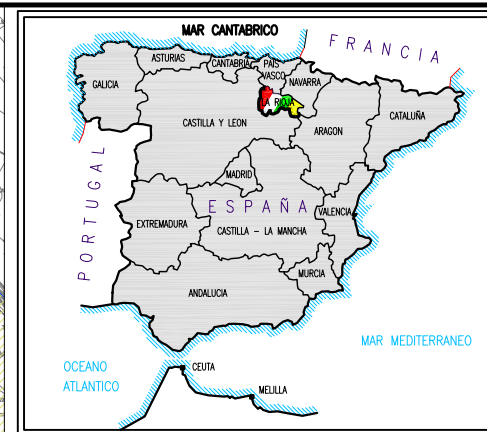 MAR CANTABRICO
FRANCIA
ASTURIAS
CANTABRIA
PAIS
VASCO
NAVARRA
GALICIA
LA RIOJA
CATALUÑA
CASTILLA Y LEON
ARAGON
PORTUGAL
MADRID
ESPAÑA
VALENCIA
EXTREMADURA
CASTILLA - LA MANCHA
MURCIA
ANDALUCIA
MAR MEDITERRANEO
OCEANO
ATLANTICO
CEUTA
MELILLA